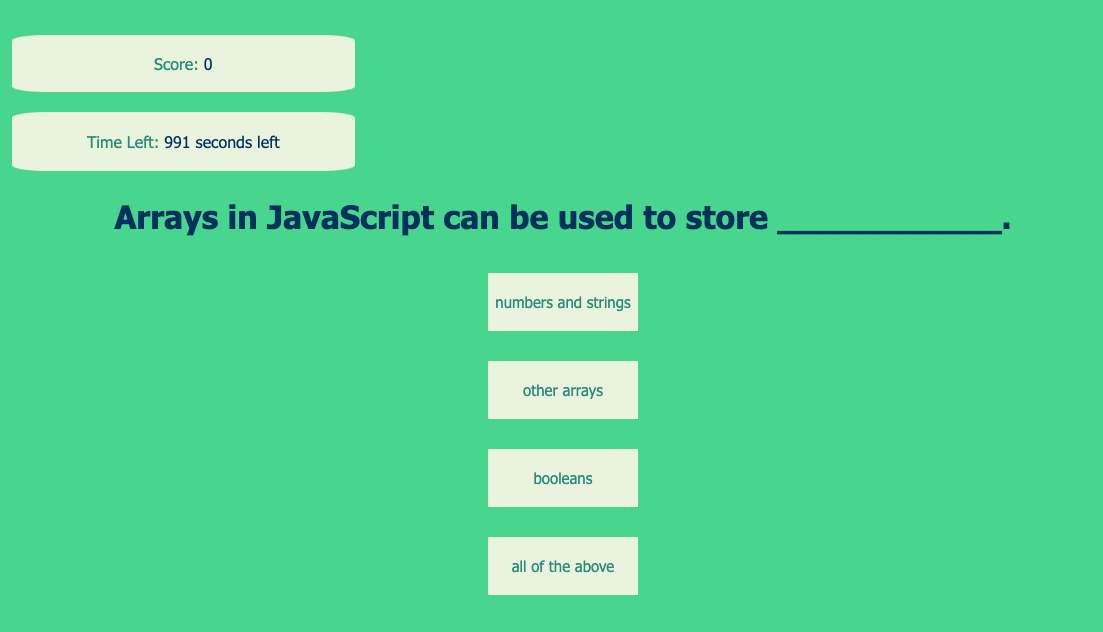 Score: 0
Time Left: 991 seconds left
Arrays in JavaScript can be used to store ______________.
numbers and strings
other arrays
booleans
all of the above